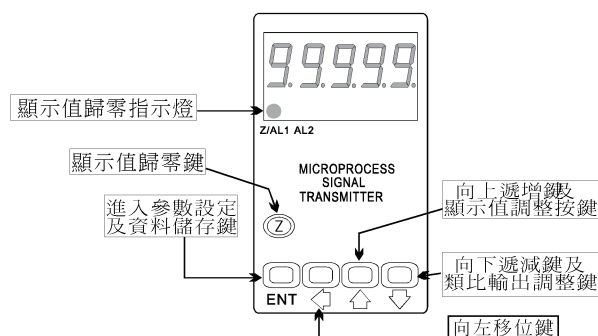 9.9.9.9.9.
顯示值歸零指示燈
Z/AL1 AL2
顯示值歸零鍵
MICROPROCESS
SIGNAL
TRANSMITTER
進入參數設定
及資料儲存鍵
Z
向上遞增鍵及
顯示值調整按鍵
向下遞減鍵及
類比輸出調整鍵
ENT
向左移位鍵